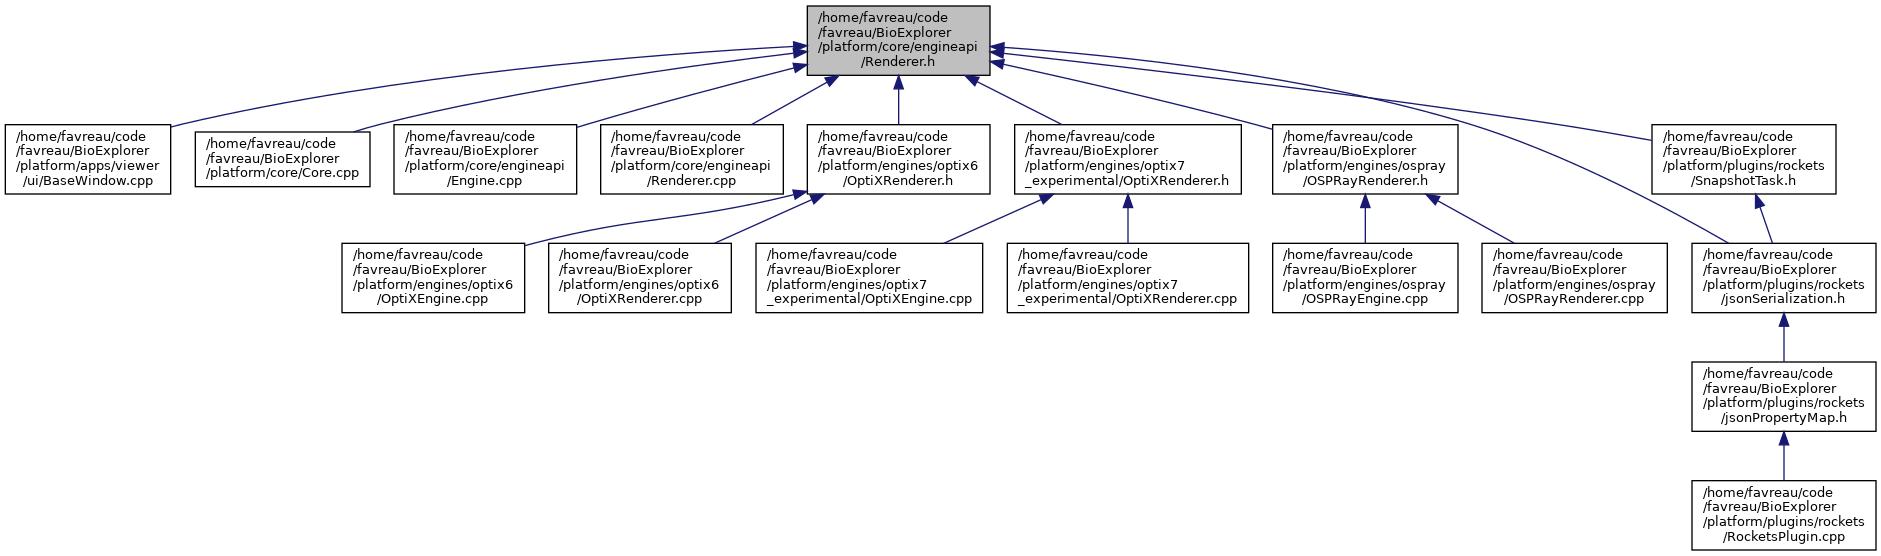 /home/favreau/code
/favreau/BioExplorer
/platform/core/engineapi
/Renderer.h
/home/favreau/code
/favreau/BioExplorer
/platform/apps/viewer
/ui/BaseWindow.cpp
/home/favreau/code
/favreau/BioExplorer
/platform/core/Core.cpp
/home/favreau/code
/favreau/BioExplorer
/platform/core/engineapi
/Engine.cpp
/home/favreau/code
/favreau/BioExplorer
/platform/core/engineapi
/Renderer.cpp
/home/favreau/code
/favreau/BioExplorer
/platform/engines/optix6
/OptiXRenderer.h
/home/favreau/code
/favreau/BioExplorer
/platform/engines/optix7
_experimental/OptiXRenderer.h
/home/favreau/code
/favreau/BioExplorer
/platform/engines/ospray
/OSPRayRenderer.h
/home/favreau/code
/favreau/BioExplorer
/platform/plugins/rockets
/SnapshotTask.h
/home/favreau/code
/favreau/BioExplorer
/platform/engines/optix6
/OptiXEngine.cpp
/home/favreau/code
/favreau/BioExplorer
/platform/engines/optix6
/OptiXRenderer.cpp
/home/favreau/code
/favreau/BioExplorer
/platform/engines/optix7
_experimental/OptiXEngine.cpp
/home/favreau/code
/favreau/BioExplorer
/platform/engines/optix7
_experimental/OptiXRenderer.cpp
/home/favreau/code
/favreau/BioExplorer
/platform/engines/ospray
/OSPRayEngine.cpp
/home/favreau/code
/favreau/BioExplorer
/platform/engines/ospray
/OSPRayRenderer.cpp
/home/favreau/code
/favreau/BioExplorer
/platform/plugins/rockets
/jsonSerialization.h
/home/favreau/code
/favreau/BioExplorer
/platform/plugins/rockets
/jsonPropertyMap.h
/home/favreau/code
/favreau/BioExplorer
/platform/plugins/rockets
/RocketsPlugin.cpp